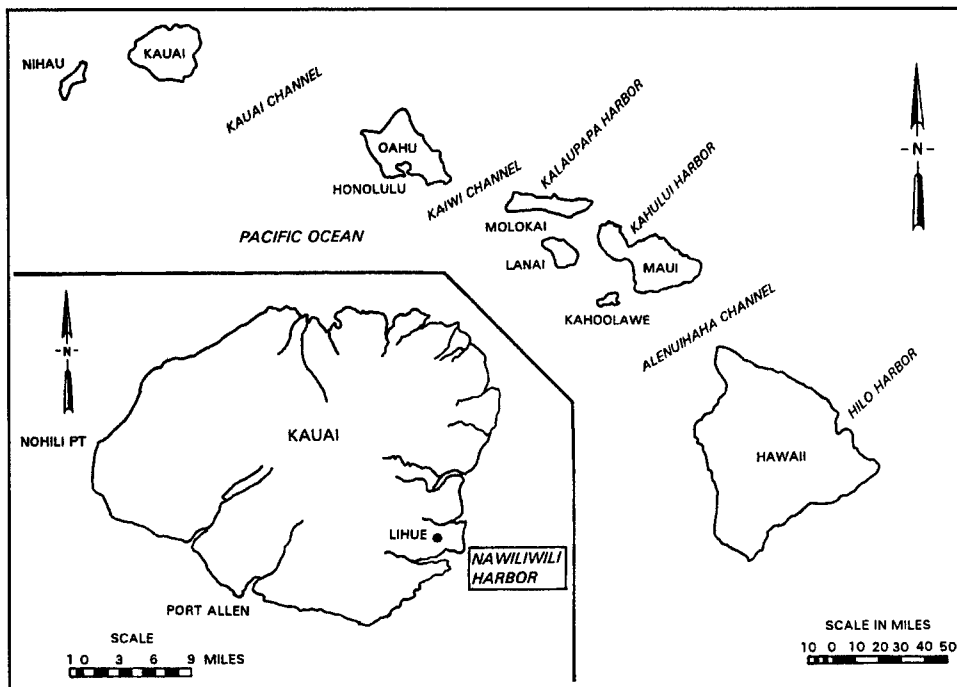 KAUAI
NIHAU
-N-
KAUAI CHANNEL
OAHU
HONOLULU
KAIWI CHANNEL
KALAUPAPA HARBOR
KAHULUI HARBOR
MOLOKAI
PACIFIC OCEAN
LANAI
MAUI
KAHOOLAWE
ALENUIHAHA CHANNEL
HILO HARBOR
HAWAII
SCALE IN MILES
10 0 10 20 30 40 50
-N-
NOHILI PT
KAUAI
LIHUE
NAWILIWILI
HARBOR
PORT ALLEN
SCALE
1 0 3 6 9 MILES